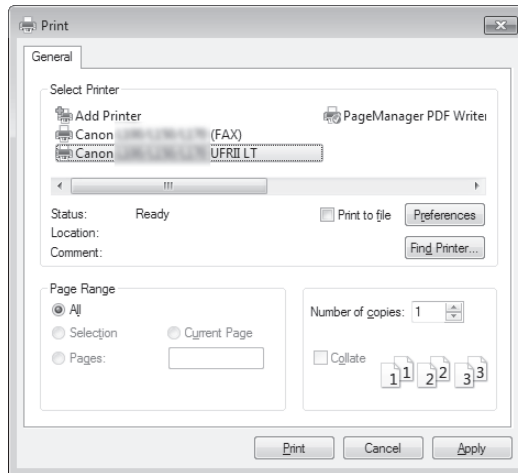 Print
General
Select Printer
Add Printer
PageManager PDF Writer
Canon (FAX)
Canon UFRII LT
Status: Ready
Print to file
Preferences
Location:
Comment:
Find Printer...
Page Range
All
Selection
Current Page
Pages:
Number of copies: 1
Collate
1 1 2 2 3 3
Print
Cancel
Apply